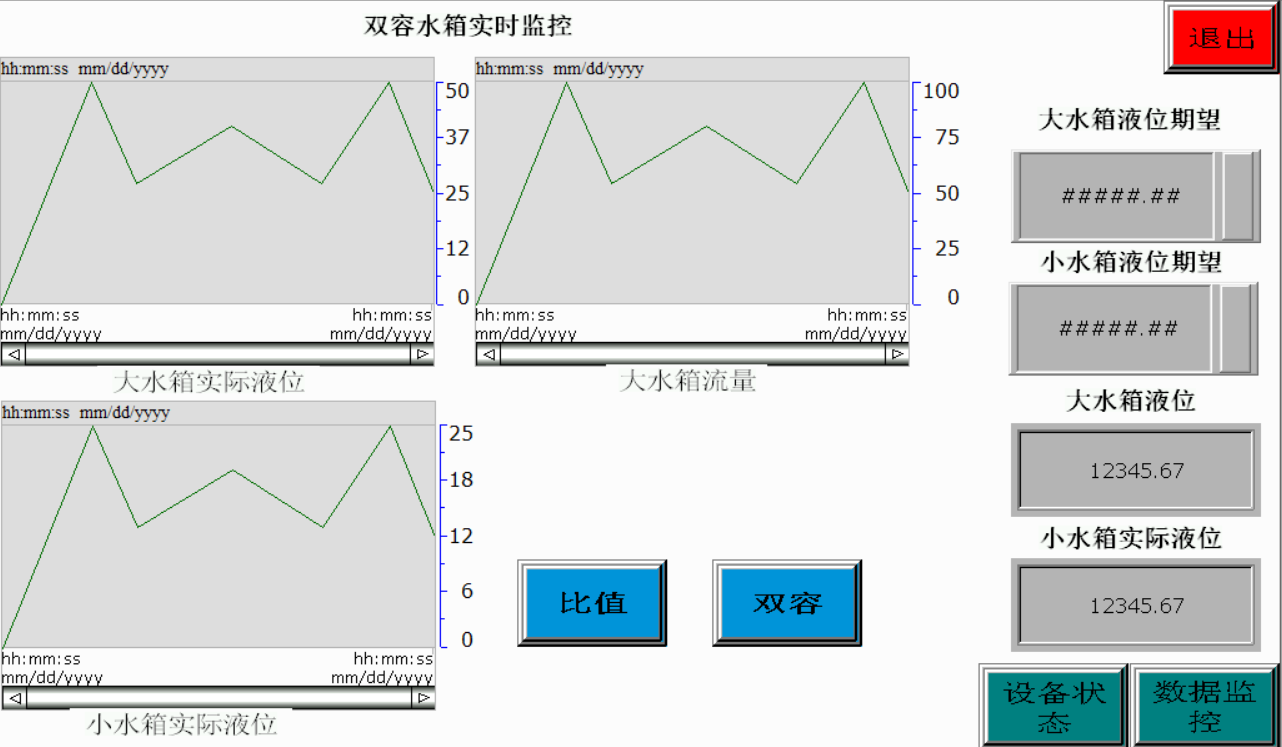 双容水箱实时监控
退出
hh:mm:ss mm/dd/yyyy
50
37
25
12
0
hh:mm:ss
mm/dd/yyyy
hh:mm:ss
mm/dd/yyyy
大水箱实际液位
hh:mm:ss mm/dd/yyyy
100
75
50
25
0
hh:mm:ss
mm/dd/yyyy
hh:mm:ss
mm/dd/yyyy
大水箱流量
大水箱液位期望
#####.##
小水箱液位期望
#####.##
大水箱液位
12345.67
小水箱实际液位
12345.67
hh:mm:ss mm/dd/yyyy
25
18
12
6
0
hh:mm:ss
mm/dd/yyyy
hh:mm:ss
mm/dd/yyyy
小水箱实际液位
比值
双容
设备状
态
数据监
控